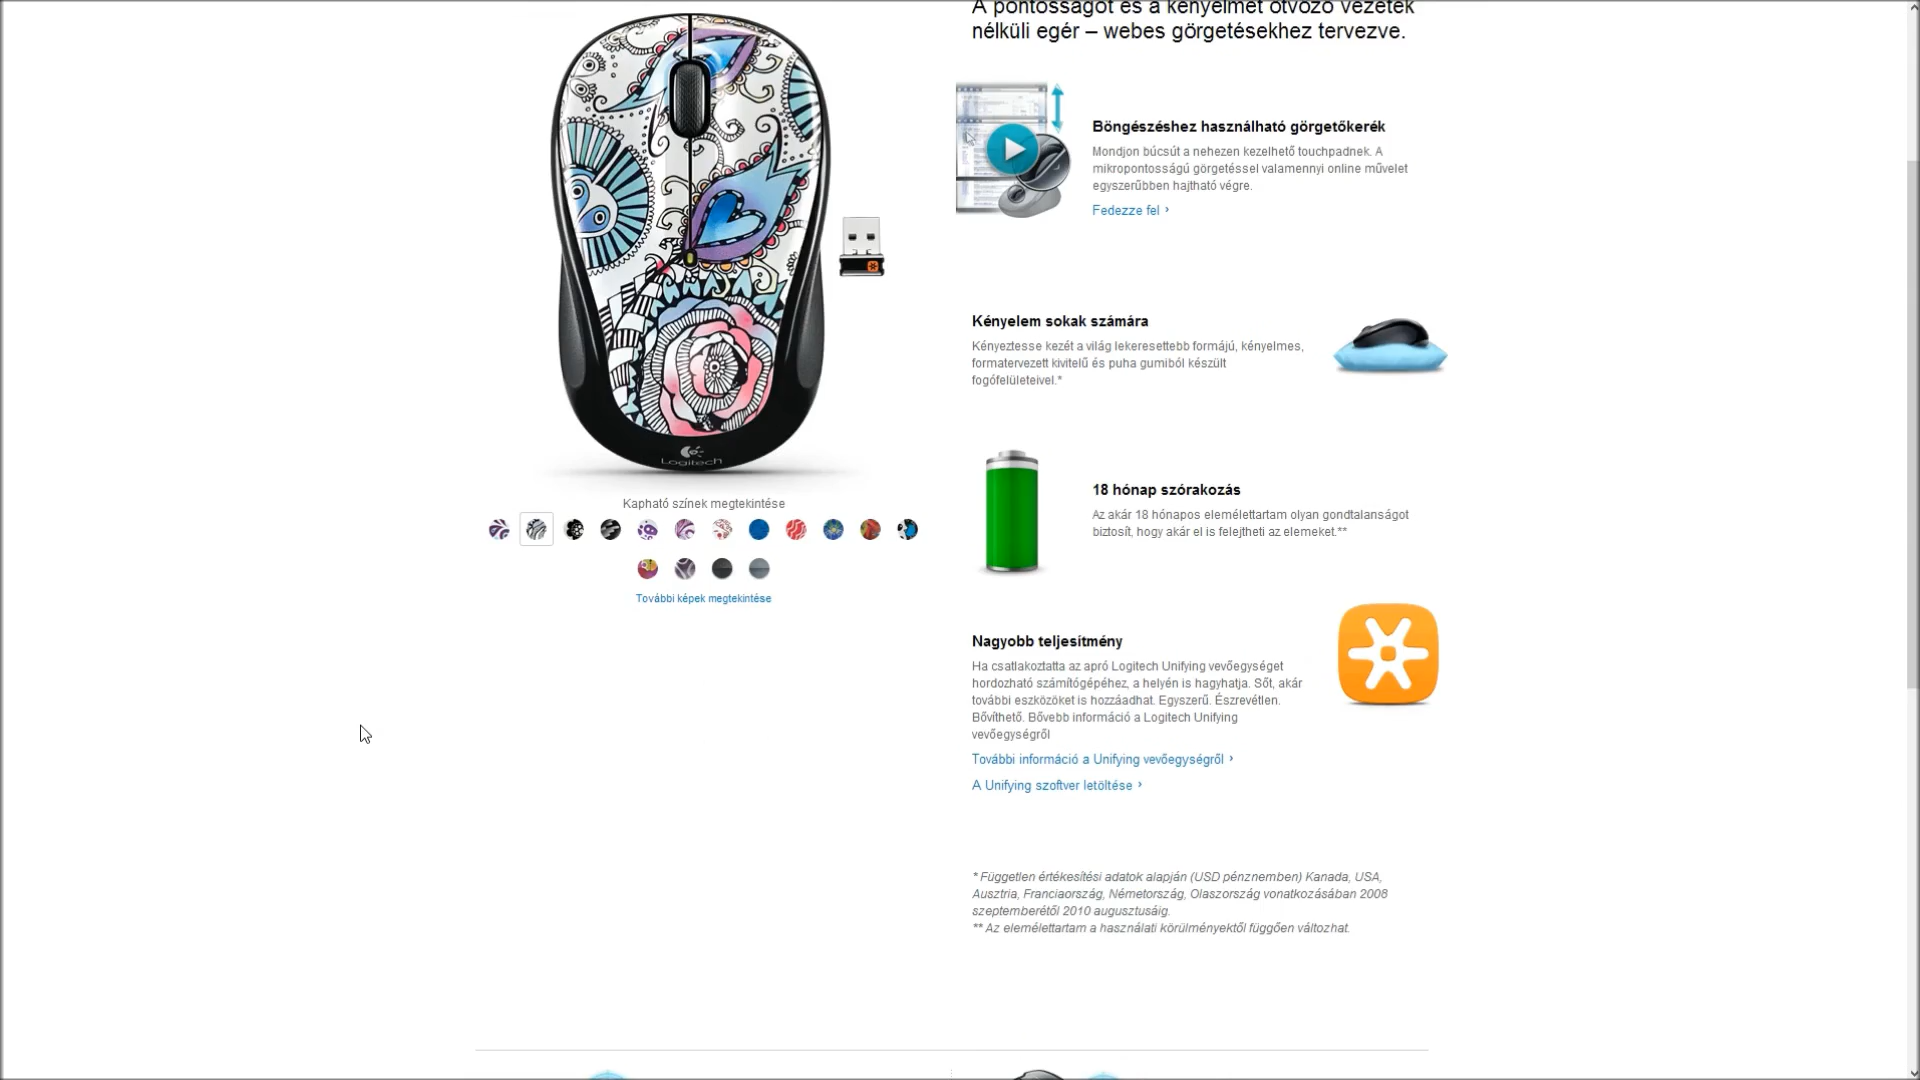 A pontosságot és a kényelmet ötvöző vezeték
nélküli egér – webes görgetésekhez tervezve.
Böngészéshez használható görgetőkerék
Mondjon búcsút a nehezen kezelhető touchpadnek. A
mikropontosságú görgetéssel valamennyi online művelet
egyszerűbben hajtható végre.
Fedezze fel ›
Kényelem sokak számára
Kényeztesse kezét a világ lekeresettebb formájú, kényelmes,
formatervezett kivitelű és puha gumiból készült
fogófelületeivel.*
Logitech
Kapható színek megtekintése
További képek megtekintése
18 hónap szórakozás
Az akár 18 hónapos elemélettartam olyan gondtalanságot
biztosít, hogy akár el is felejtheti az elemeket.**
Nagyobb teljesítmény
Ha csatlakoztatta az apró Logitech Unifying vevőegységet
hordozható számítógépéhez, a helyén is hagyhatja. Sőt, akár
további eszközöket is hozzáadhat. Egyszerű. Észrevétlen.
Bővíthető. Bővebb információ a Logitech Unifying
vevőegységről
További információ a Unifying vevőegységről ›
A Unifying szoftver letöltése ›
* Független értékesítési adatok alapján (USD pénznemben) Kanada, USA,
Ausztria, Franciaország, Németország, Olaszország vonatkozásában 2008
szeptemberétől 2010 augusztusáig.
** Az elemélettartam a használati körülményektől függően változhat.